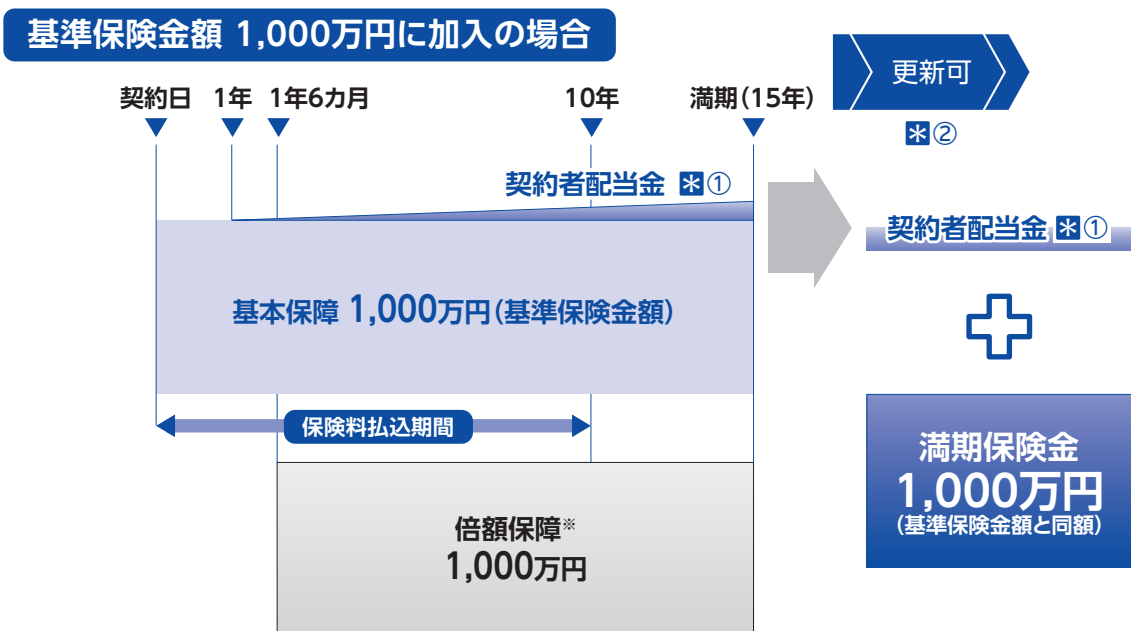 基準保険金額 1,000万円に加入の場合
更新可
*②
契約日 1年 1年6カ月 10年 満期(15年)
契約者配当金 *①
契約者配当金 *①
基本保障 1,000万円(基準保険金額)
保険料払込期間
満期保険金
1,000万円
(基準保険金額と同額)
倍額保障※
1,000万円